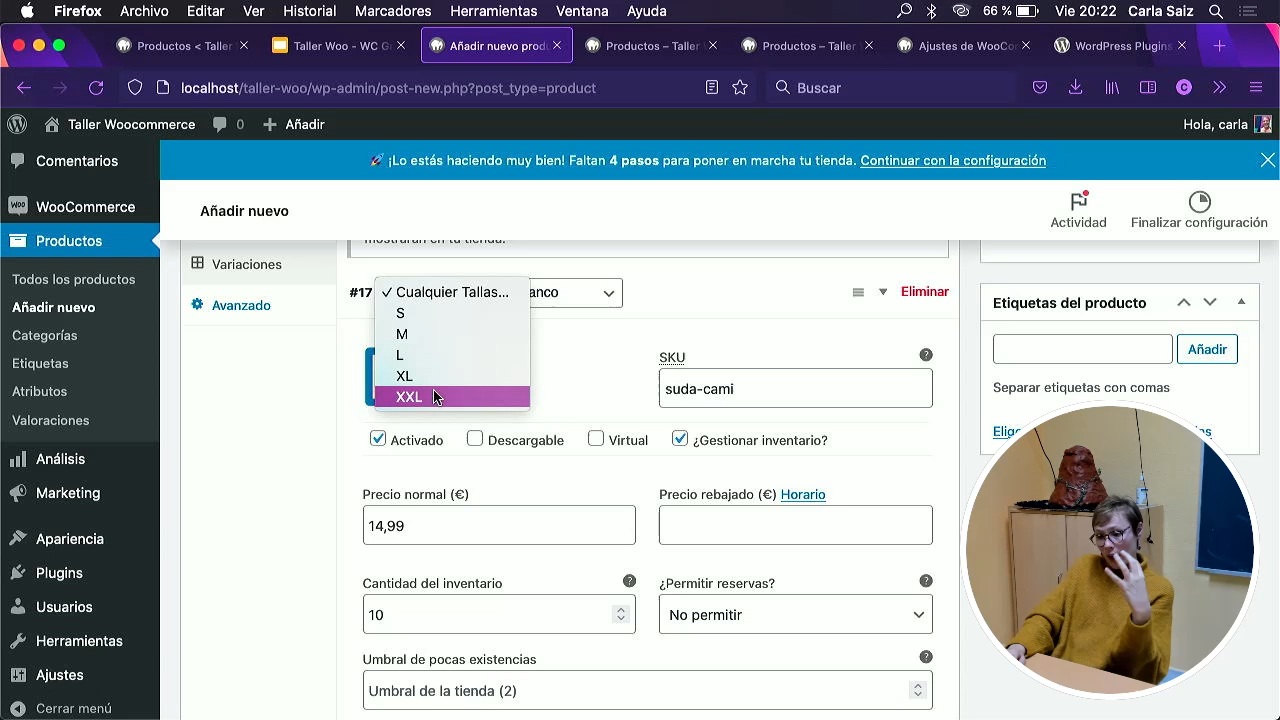 Firefox Archivo Editar Ver Historial Marcadores Herramientas Ventana Ayuda 66 % Vie 20:22 Carla Saiz
Productos < Taller Taller Woo - WC G Añadir nuevo produ Productos – Taller Productos – Taller Ajustes de WooCom WordPress Plugins
localhost/taller-woo/wp-admin/post-new.php?post_type=product Buscar
Taller Woocommerce 0 Añadir Hola, carla
🚀 ¡Lo estás haciendo muy bien! Faltan 4 pasos para poner en marcha tu tienda. Continuar con la configuración
Comentarios
WooCommerce
Productos
Todos los productos
Añadir nuevo
Categorías
Etiquetas
Atributos
Valoraciones
Análisis
Marketing
Apariencia
Plugins
Usuarios
Herramientas
Ajustes
Cerrar menú
Añadir nuevo
Actividad
Finalizar configuración
mostrarán en tu tienda.
Variaciones
Avanzado
#17 ✓ Cualquier Tallas... anco Eliminar
S
M
L
XL
XXL
SKU
suda-cami
Activado Descargable Virtual ¿Gestionar inventario?
Precio normal (€)
14,99
Precio rebajado (€) Horario
Cantidad del inventario
10
¿Permitir reservas?
No permitir
Umbral de pocas existencias
Umbral de la tienda (2)
Etiquetas del producto
Añadir
Separar etiquetas con comas